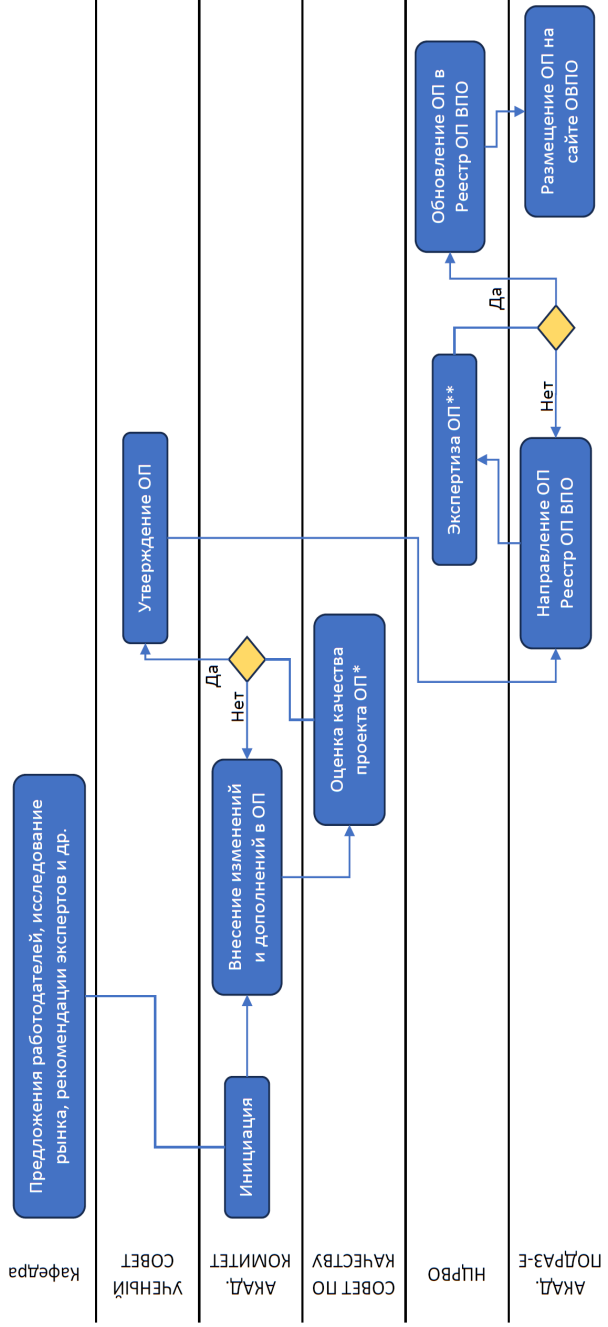 Кафедра
Предложения работодателей, исследование
рынка, рекомендации экспертов и др.
УЧЕНЫЙ
СОВЕТ
Утверждение ОП
АКАД.
КОМИТЕТ
Инициация
Внесение изменений
и дополнений в ОП
Нет
Да
СОВЕТ ПО
КАЧЕСТВУ
Оценка качества
проекта ОП*
НЦРВО
Экспертиза ОП**
Обновление ОП в
Реестр ОП ВПО
АКАД.
ПОДРАЗ-Е
Направление ОП
Реестр ОП ВПО
Нет
Да
Размещение ОП на
сайте ОВПО